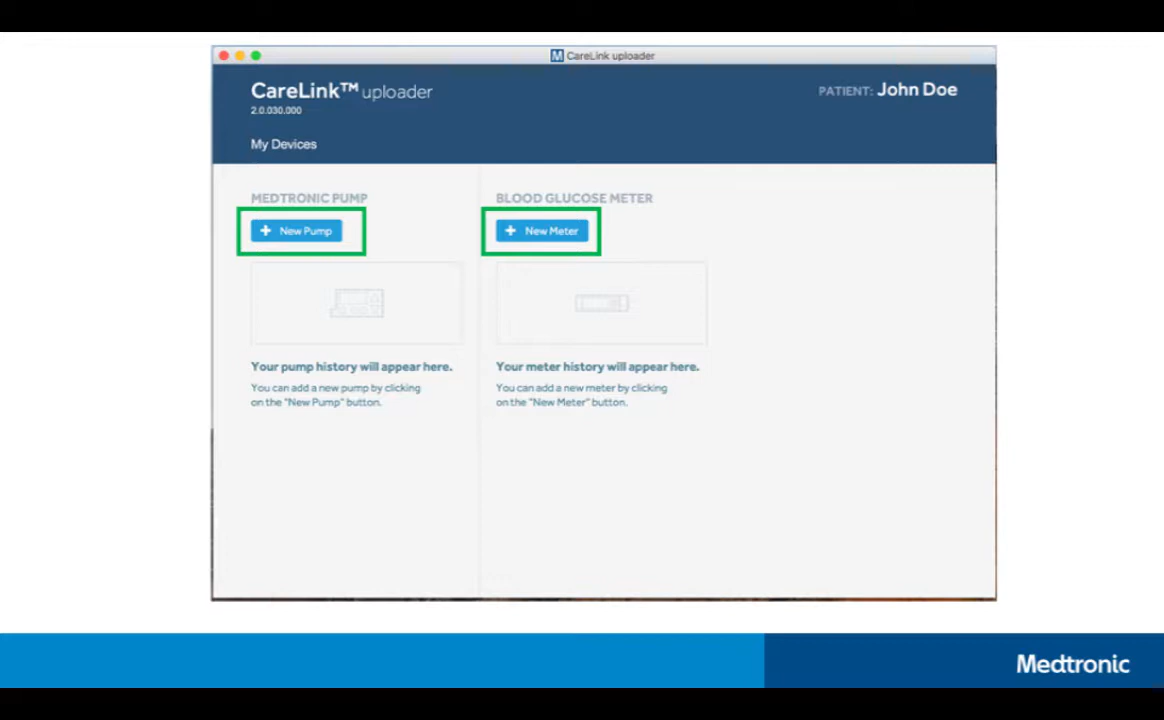 CareLink uploader
CareLink™ uploader
PATIENT: John Doe
2.0.030.000
My Devices
MEDTRONIC PUMP
+ New Pump
Your pump history will appear here.
You can add a new pump by clicking
on the "New Pump" button.
BLOOD GLUCOSE METER
+ New Meter
Your meter history will appear here.
You can add a new meter by clicking
on the "New Meter" button.
Medtronic